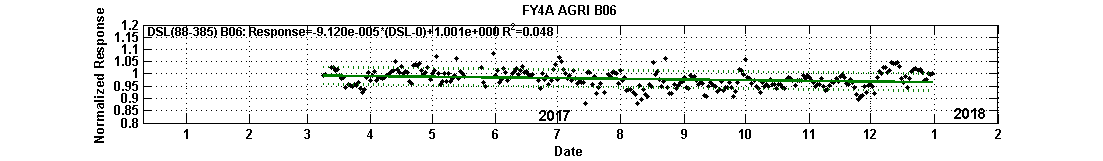 FY4A AGRI B06
DSL(88-385) B06: Response=-9.120e-005*(DSL-0)+1.001e+000 R²=0.048
Normalized Response
1.2
1.15
1.1
1.05
1
0.95
0.9
0.85
0.8
2017
2018
1 2 3 4 5 6 7 8 9 10 11 12 1 2
Date